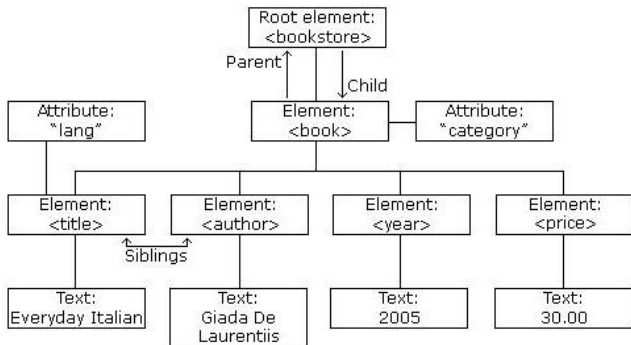 Root element:
<bookstore>
Parent
Child
Attribute:
"lang"
Element:
<book>
Attribute:
"category"
Element:
<title>
Element:
<author>
Element:
<year>
Element:
<price>
Siblings
Text:
Everyday Italian
Text:
Giada De
Laurentiis
Text:
2005
Text:
30.00